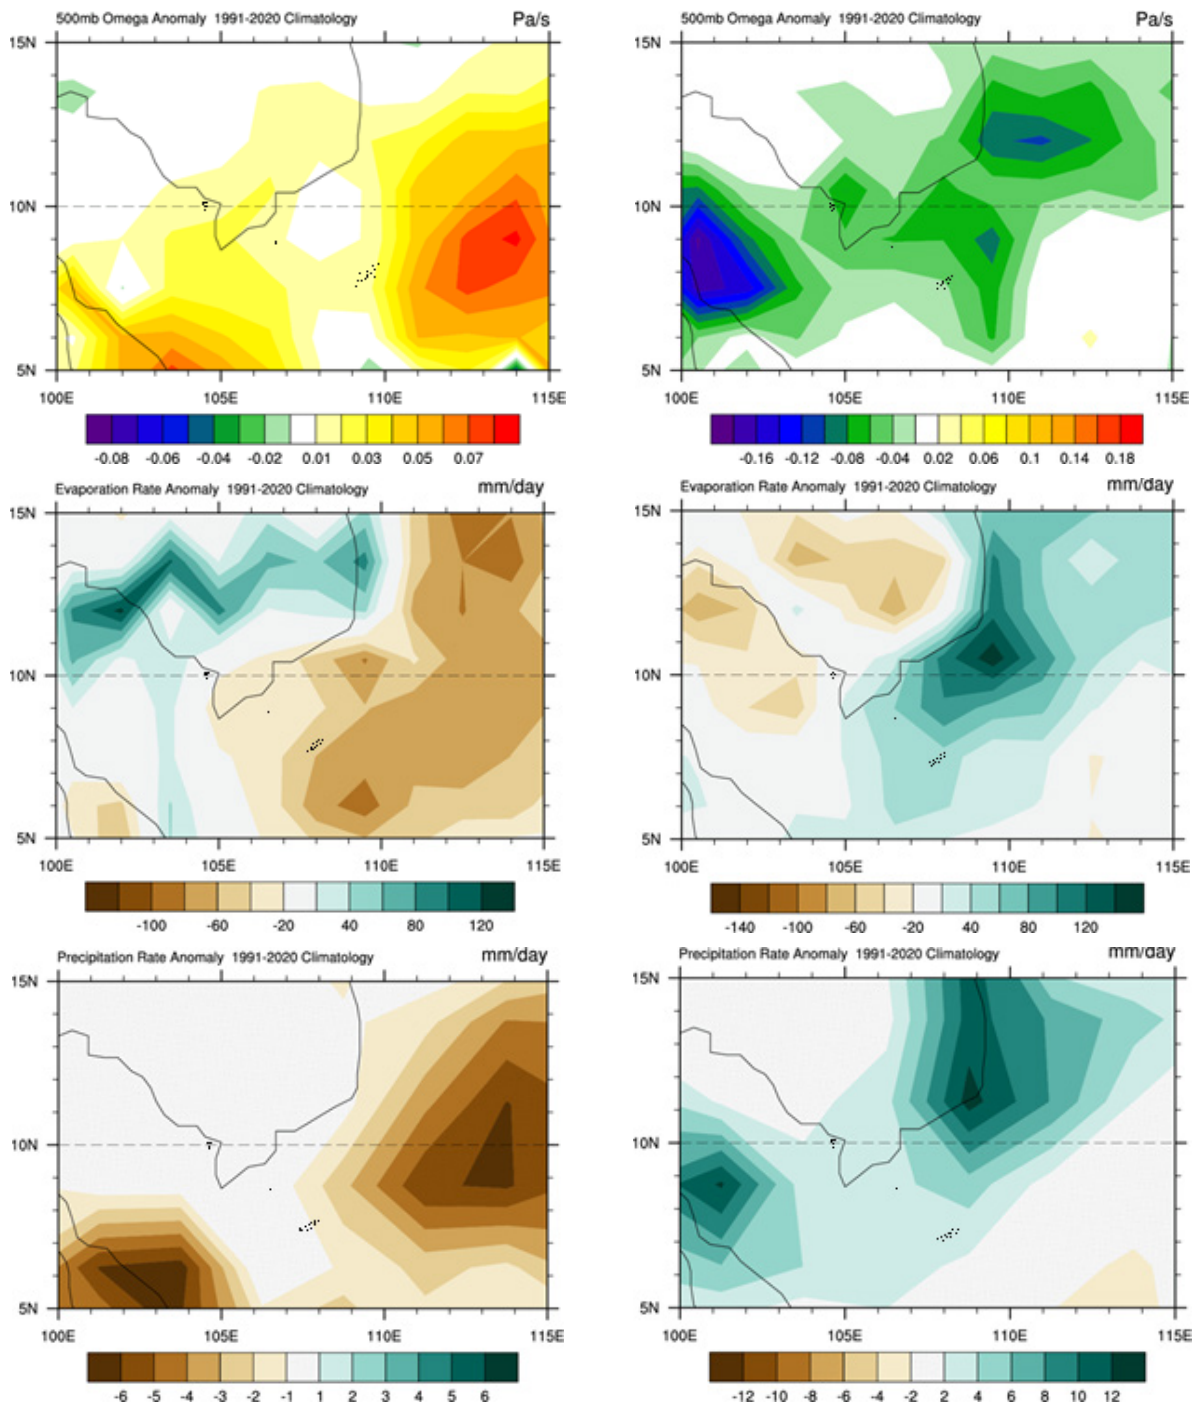 500mb Omega Anomaly 1991-2020 Climatology Pa/s
15N
10N
5N
100E 105E 110E 115E
-0.08 -0.06 -0.04 -0.02 0.01 0.03 0.05 0.07
500mb Omega Anomaly 1991-2020 Climatology Pa/s
15N
10N
5N
100E 105E 110E 115E
-0.16 -0.12 -0.08 -0.04 0.02 0.06 0.1 0.14 0.18
Evaporation Rate Anomaly 1991-2020 Climatology mm/day
15N
10N
5N
100E 105E 110E 115E
-100 -60 -20 40 80 120
Evaporation Rate Anomaly 1991-2020 Climatology mm/day
15N
10N
5N
100E 105E 110E 115E
-140 -100 -60 -20 40 80 120
Precipitation Rate Anomaly 1991-2020 Climatology mm/day
15N
10N
5N
100E 105E 110E 115E
-6 -5 -4 -3 -2 -1 1 2 3 4 5 6
Precipitation Rate Anomaly 1991-2020 Climatology mm/day
15N
10N
5N
100E 105E 110E 115E
-12 -10 -8 -6 -4 -2 2 4 6 8 10 12